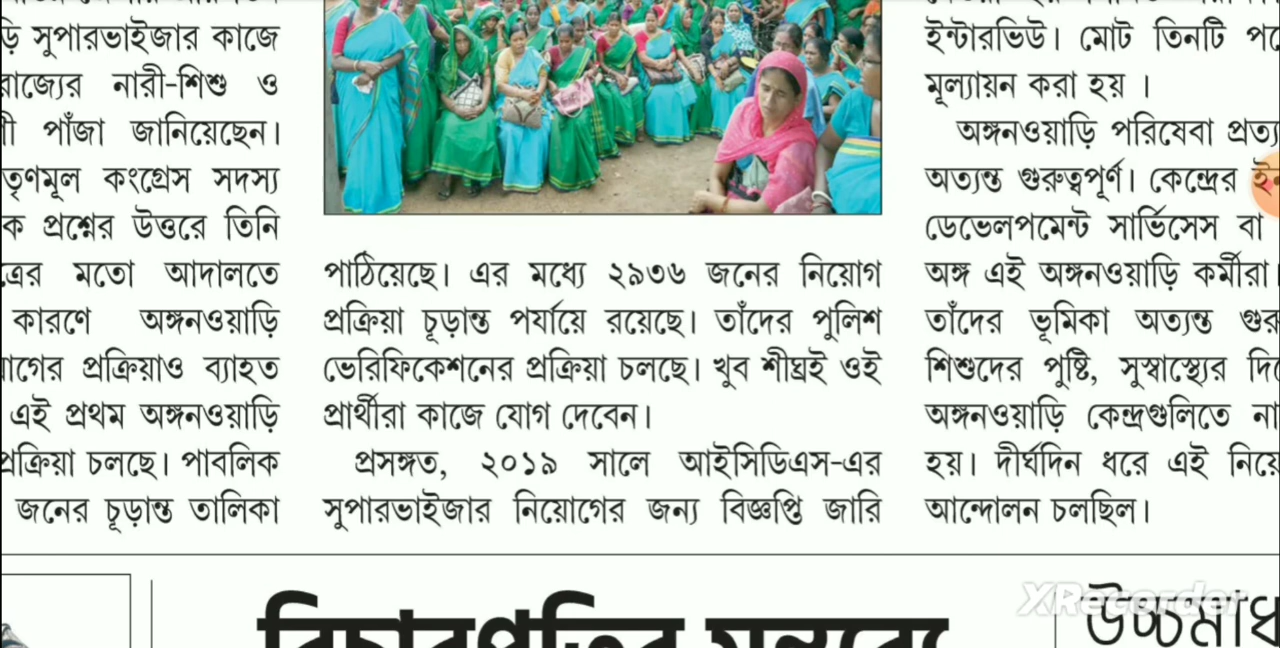 ড়ি সুপারভাইজার কাজে
রাজ্যের নারী-শিশু ও
পাঁজা জানিয়েছেন।
তৃণমূল কংগ্রেস সদস্য
ক প্রশ্নের উত্তরে তিনি
ত্রের মতো আদালতে
কারণে অঙ্গনওয়াড়ি
াগের প্রক্রিয়াও ব্যাহত
এই প্রথম অঙ্গনওয়াড়ি
প্রক্রিয়া চলছে। পাবলিক
জনের চূড়ান্ত তালিকা
পাঠিয়েছে। এর মধ্যে ২৯৩৬ জনের নিয়োগ
প্রক্রিয়া চূড়ান্ত পর্যায়ে রয়েছে। তাঁদের পুলিশ
ভেরিফিকেশনের প্রক্রিয়া চলছে। খুব শীঘ্রই ওই
প্রার্থীরা কাজে যোগ দেবেন।
প্রসঙ্গত, ২০১৯ সালে আইসিডিএস-এর
সুপারভাইজার নিয়োগের জন্য বিজ্ঞপ্তি জারি
ইন্টারভিউ। মোট তিনটি
মূল্যায়ন করা হয় ।
অঙ্গনওয়াড়ি পরিষেবা
অত্যন্ত গুরুত্বপূর্ণ। কেন্দ্রের
ডেভেলপমেন্ট সার্ভিসেস বা
অঙ্গ এই অঙ্গনওয়াড়ি কর্মীরা।
তাঁদের ভূমিকা অত্যন্ত
শিশুদের পুষ্টি, সুস্বাস্থ্যের
অঙ্গনওয়াড়ি কেন্দ্রগুলিতে
হয়। দীর্ঘদিন ধরে এই
আন্দোলন চলছিল।
XRecorder
বিচারপতির মন্তব্যে